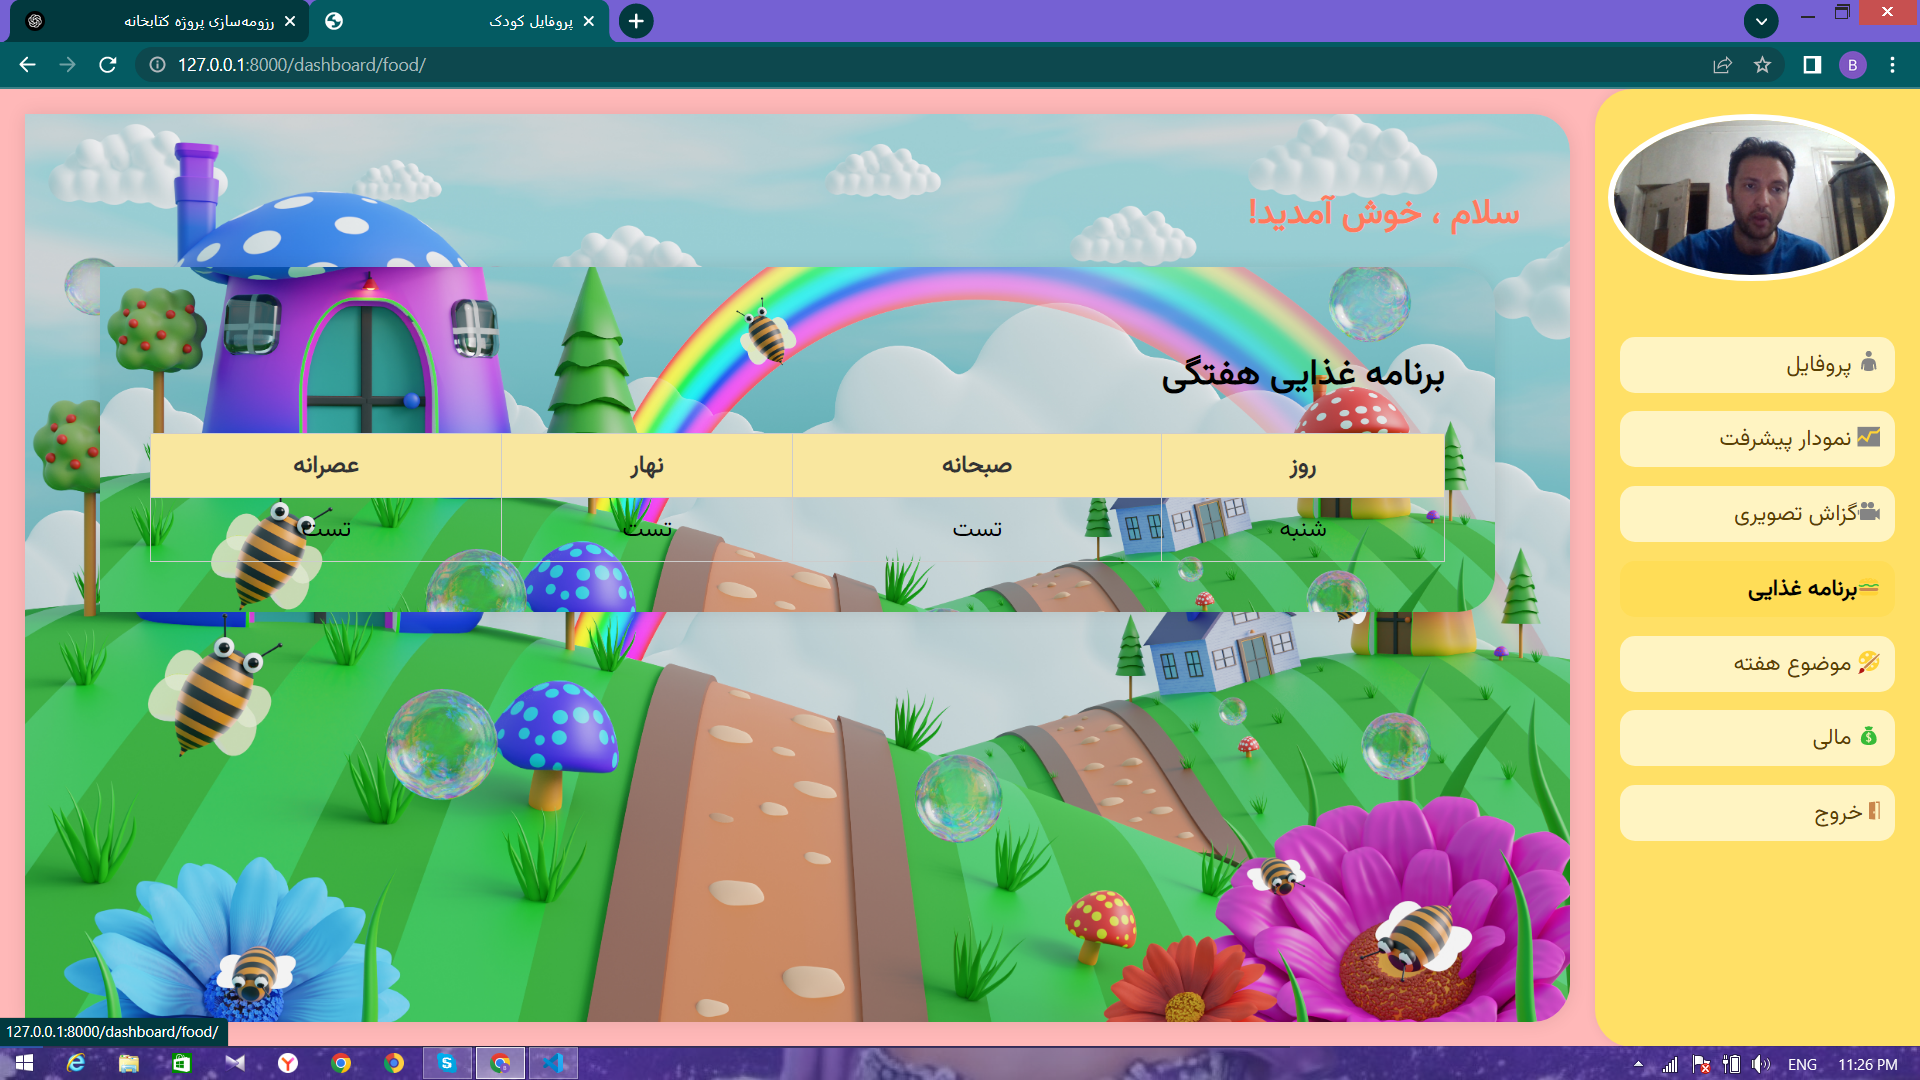 رزومه‌سازی پروژه کتابخانه
پروفایل کودک
127.0.0.1:8000/dashboard/food/
B
سلام ، خوش آمدید!
برنامه غذایی هفتگی
روز صبحانه نهار عصرانه
شنبه تست تست تست
پروفایل
نمودار پیشرفت
گزاش تصویری
برنامه غذایی
موضوع هفته
مالی
خروج
127.0.0.1:8000/dashboard/food/
ENG
11:26 PM